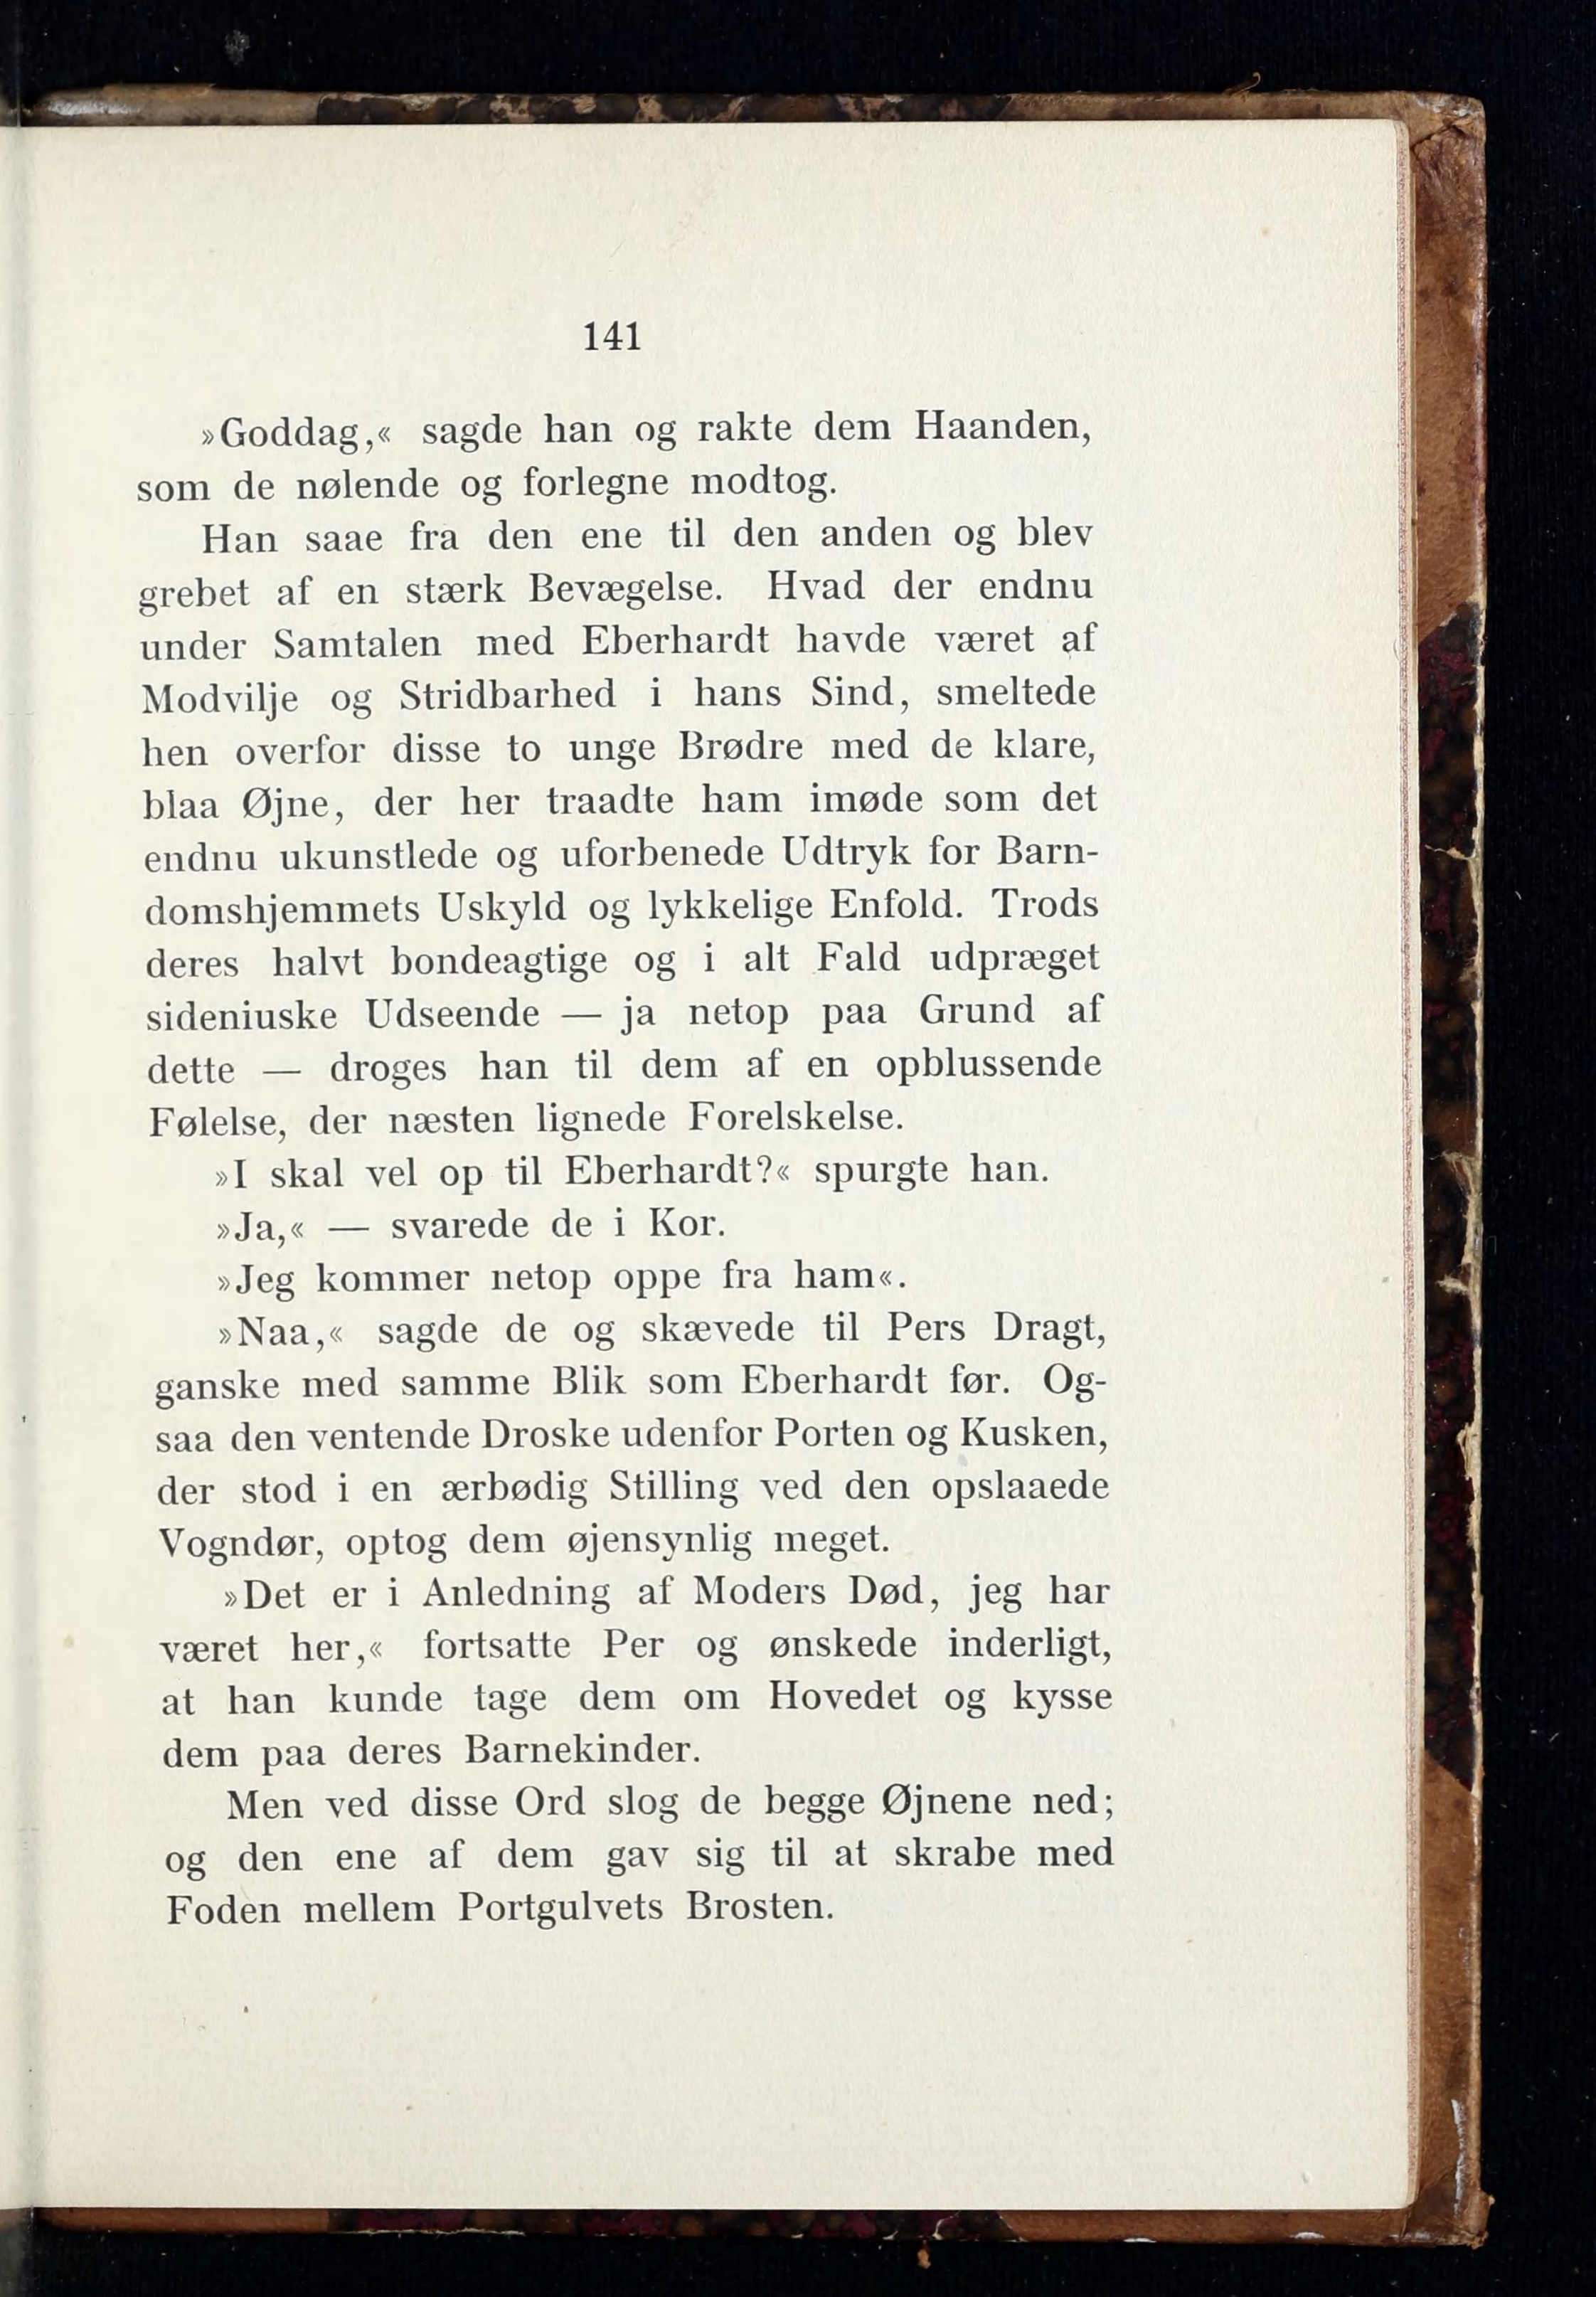 141
»Goddag,« sagde han og rakte dem Haanden,
som de nølende og forlegne modtog.
Han saae fra den ene til den anden og blev
grebet af en stærk Bevægelse. Hvad der endnu
under Samtalen med Eberhardt havde været af
Modvilje og Stridbarhed i hans Sind, smeltede
hen overfor disse to unge Brødre med de klare,
blaa Øjne, der her traadte ham imøde som det
endnu ukunstlede og uforbenede Udtryk for Barn-
domshjemmets Uskyld og lykkelige Enfold. Trods
deres halvt bondeagtige og i alt Fald udpræget
sideniuske Udseende — ja netop paa Grund af
dette — droges han til dem af en opblussende
Følelse, der næsten lignede Forelskelse.
»I skal vel op til Eberhardt?« spurgte han.
»Ja,« — svarede de i Kor.
»Jeg kommer netop oppe fra ham«.
»Naa,« sagde de og skævede til Pers Dragt,
ganske med samme Blik som Eberhardt før. Og-
saa den ventende Droske udenfor Porten og Kusken,
der stod i en ærbødig Stilling ved den opslaaede
Vogndør, optog dem øjensynlig meget.
»Det er i Anledning af Moders Død, jeg har
været her,« fortsatte Per og ønskede inderligt,
at han kunde tage dem om Hovedet og kysse
dem paa deres Barnekinder.
Men ved disse Ord slog de begge Øjnene ned;
og den ene af dem gav sig til at skrabe med
Foden mellem Portgulvets Brosten.